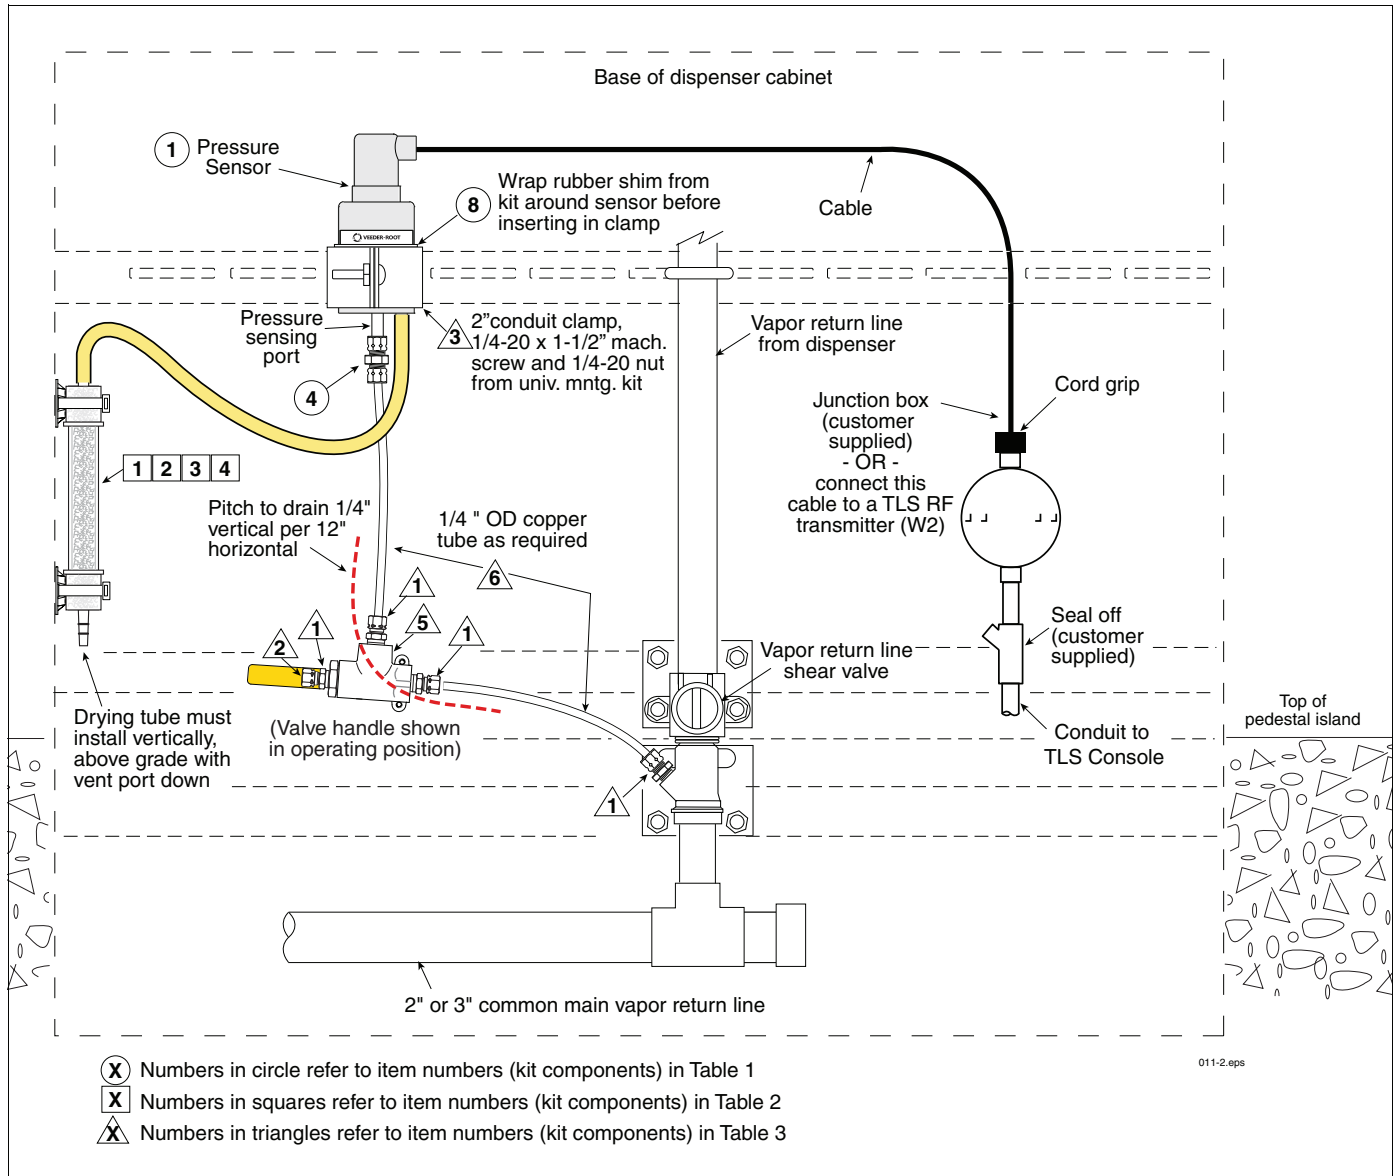 Base of dispenser cabinet
1 Pressure
Sensor
8
Wrap rubber shim from
kit around sensor before
inserting in clamp
Cable
VEEDER-ROOT
Pressure
sensing
port
3
2”conduit clamp,
1/4-20 x 1-1/2” mach.
screw and 1/4-20 nut
from univ. mntg. kit
Vapor return line
from dispenser
4
Cord grip
Junction box
(customer
supplied)
- OR -
connect this
cable to a TLS RF
transmitter (W2)
1 2 3 4
Pitch to drain 1/4"
vertical per 12"
horizontal
1/4 " OD copper
tube as required
6
1
5
1
1
2
Seal off
(customer
supplied)
Vapor return line
shear valve
Drying tube must
install vertically,
above grade with
vent port down
(Valve handle shown
in operating position)
Conduit to
TLS Console
Top of
pedestal island
1
2" or 3" common main vapor return line
011-2.eps
X Numbers in circle refer to item numbers (kit components) in Table 1
X Numbers in squares refer to item numbers (kit components) in Table 2
X Numbers in triangles refer to item numbers (kit components) in Table 3